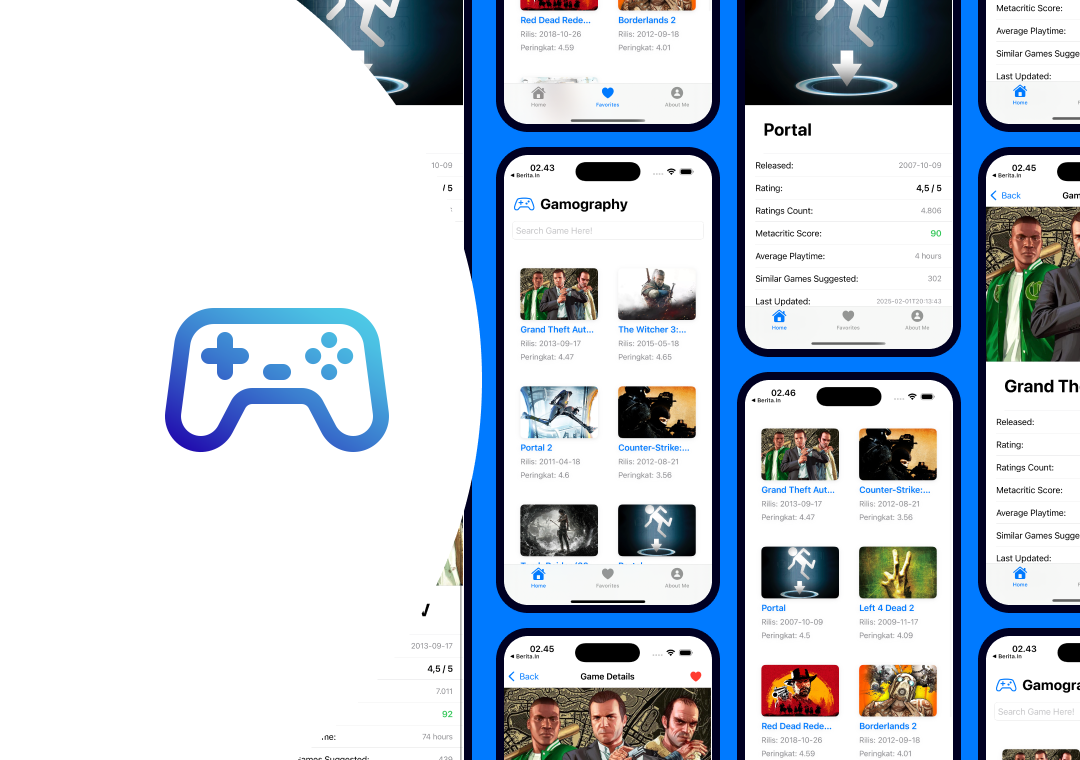 10-09
/ 5
1
2013-09-17
4,5 / 5
7.011
92
74 hours
439
Red Dead Rede...
Borderlands 2
Rilis: 2018-10-26
Rilis: 2012-09-18
Peringkat: 4.59
Peringkat: 4.01
Home
Favorites
About Me
02.43
◀ Berita.In
Gamography
Search Game Here!
Grand Theft Aut...
The Witcher 3:...
Rilis: 2013-09-17
Rilis: 2015-05-18
Peringkat: 4.47
Peringkat: 4.65
Portal 2
Counter-Strike:...
Rilis: 2011-04-18
Rilis: 2012-08-21
Peringkat: 4.6
Peringkat: 3.56
Home
Favorites
About Me
02.45
◀ Berita.In
Back
Game Details
Portal
Released: 2007-10-09
Rating: 4,5 / 5
Ratings Count: 4.806
Metacritic Score: 90
Average Playtime: 4 hours
Similar Games Suggested: 302
Last Updated: 2025-02-01T20:13:43
Home
Favorites
About Me
02.46
◀ Berita.In
Grand Theft Aut...
Counter-Strike:...
Rilis: 2013-09-17
Rilis: 2012-08-21
Peringkat: 4.47
Peringkat: 3.56
Portal
Left 4 Dead 2
Rilis: 2007-10-09
Rilis: 2009-11-17
Peringkat: 4.5
Peringkat: 4.09
Red Dead Rede...
Borderlands 2
Rilis: 2018-10-26
Rilis: 2012-09-18
Peringkat: 4.59
Peringkat: 4.01
Metacritic Score:
Average Playtime:
Similar Games Sugge
Last Updated:
Home
02.45
◀ Berita.In
Back
Gam
Grand Th
Released:
Rating:
Ratings Count:
Metacritic Score:
Average Playtime:
Similar Games Sugge
Last Updated:
Home
02.43
◀ Berita.In
Gamogra
Search Game Here!